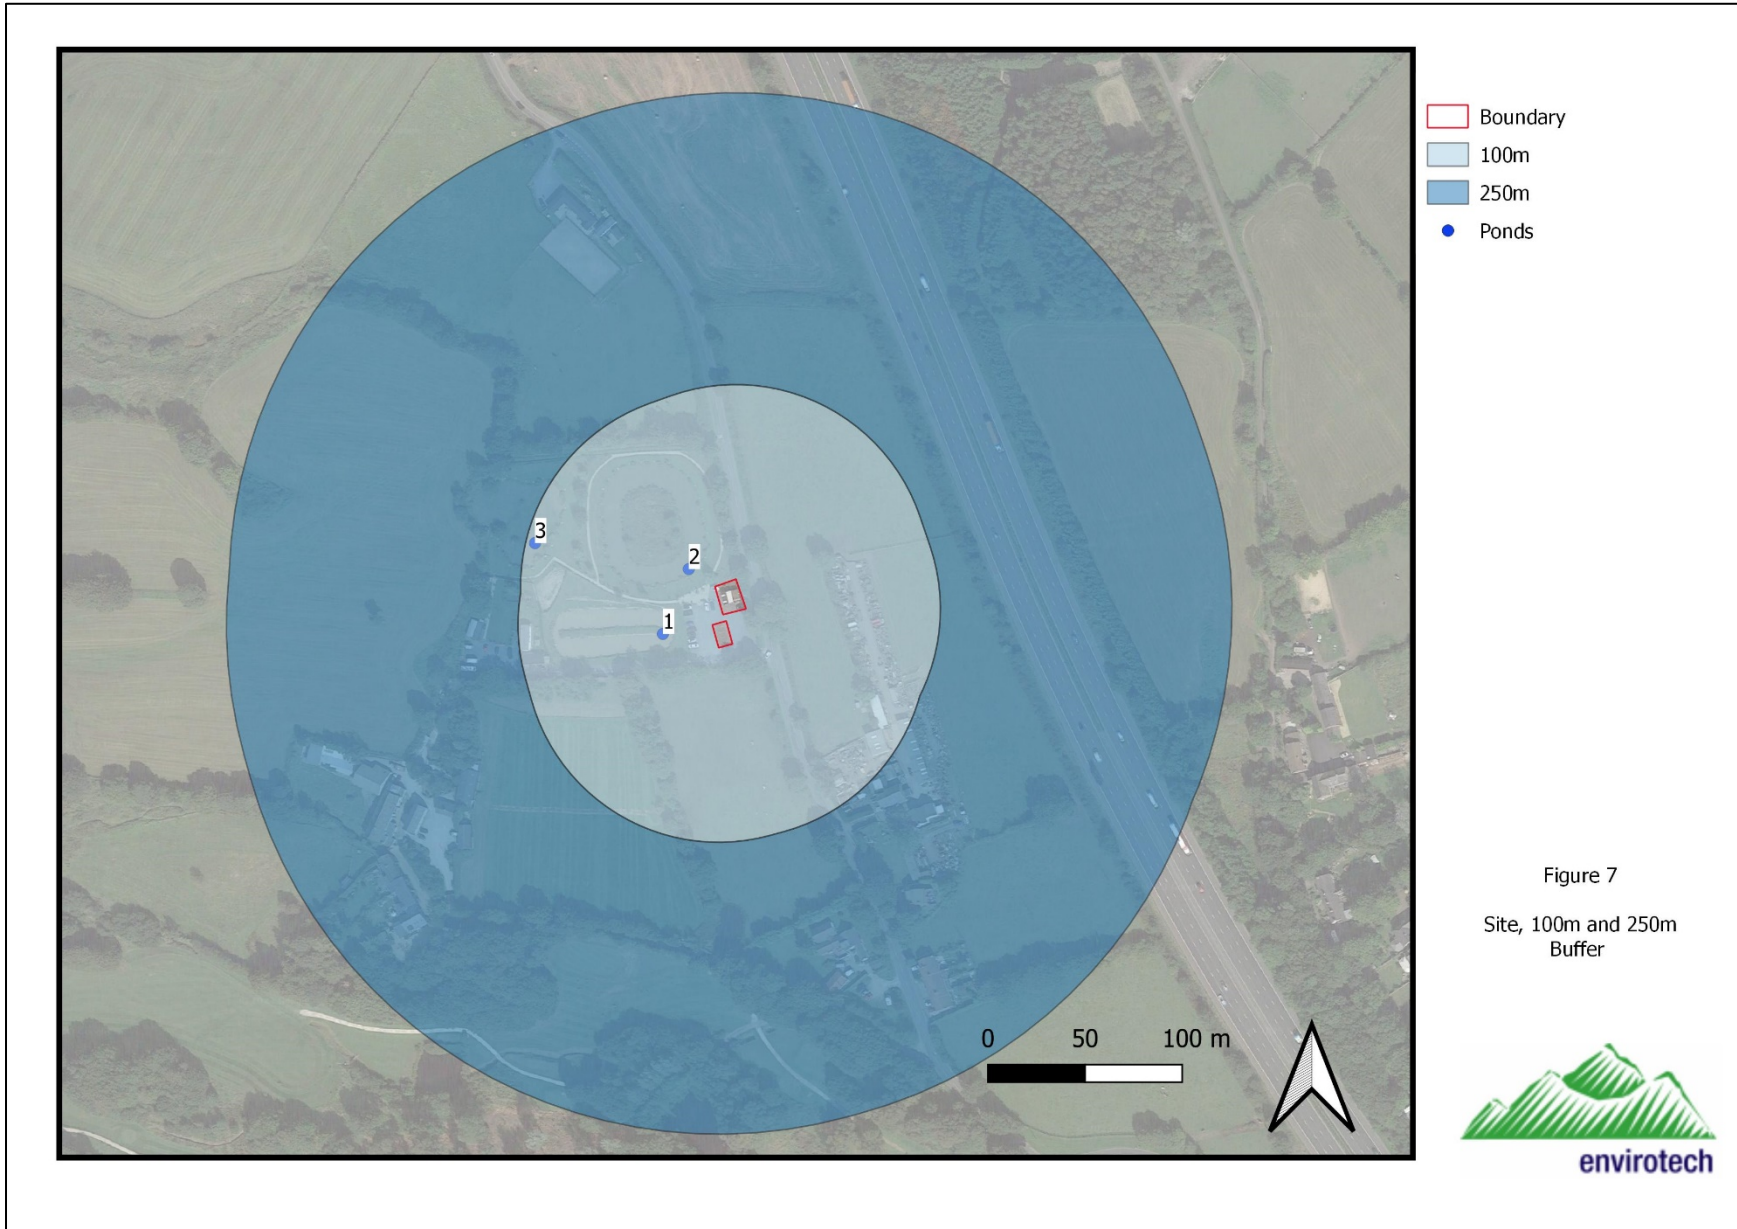 Boundary
100m
250m
Ponds
3
2
1
0 50 100 m
Figure 7
Site, 100m and 250m
Buffer
envirotech